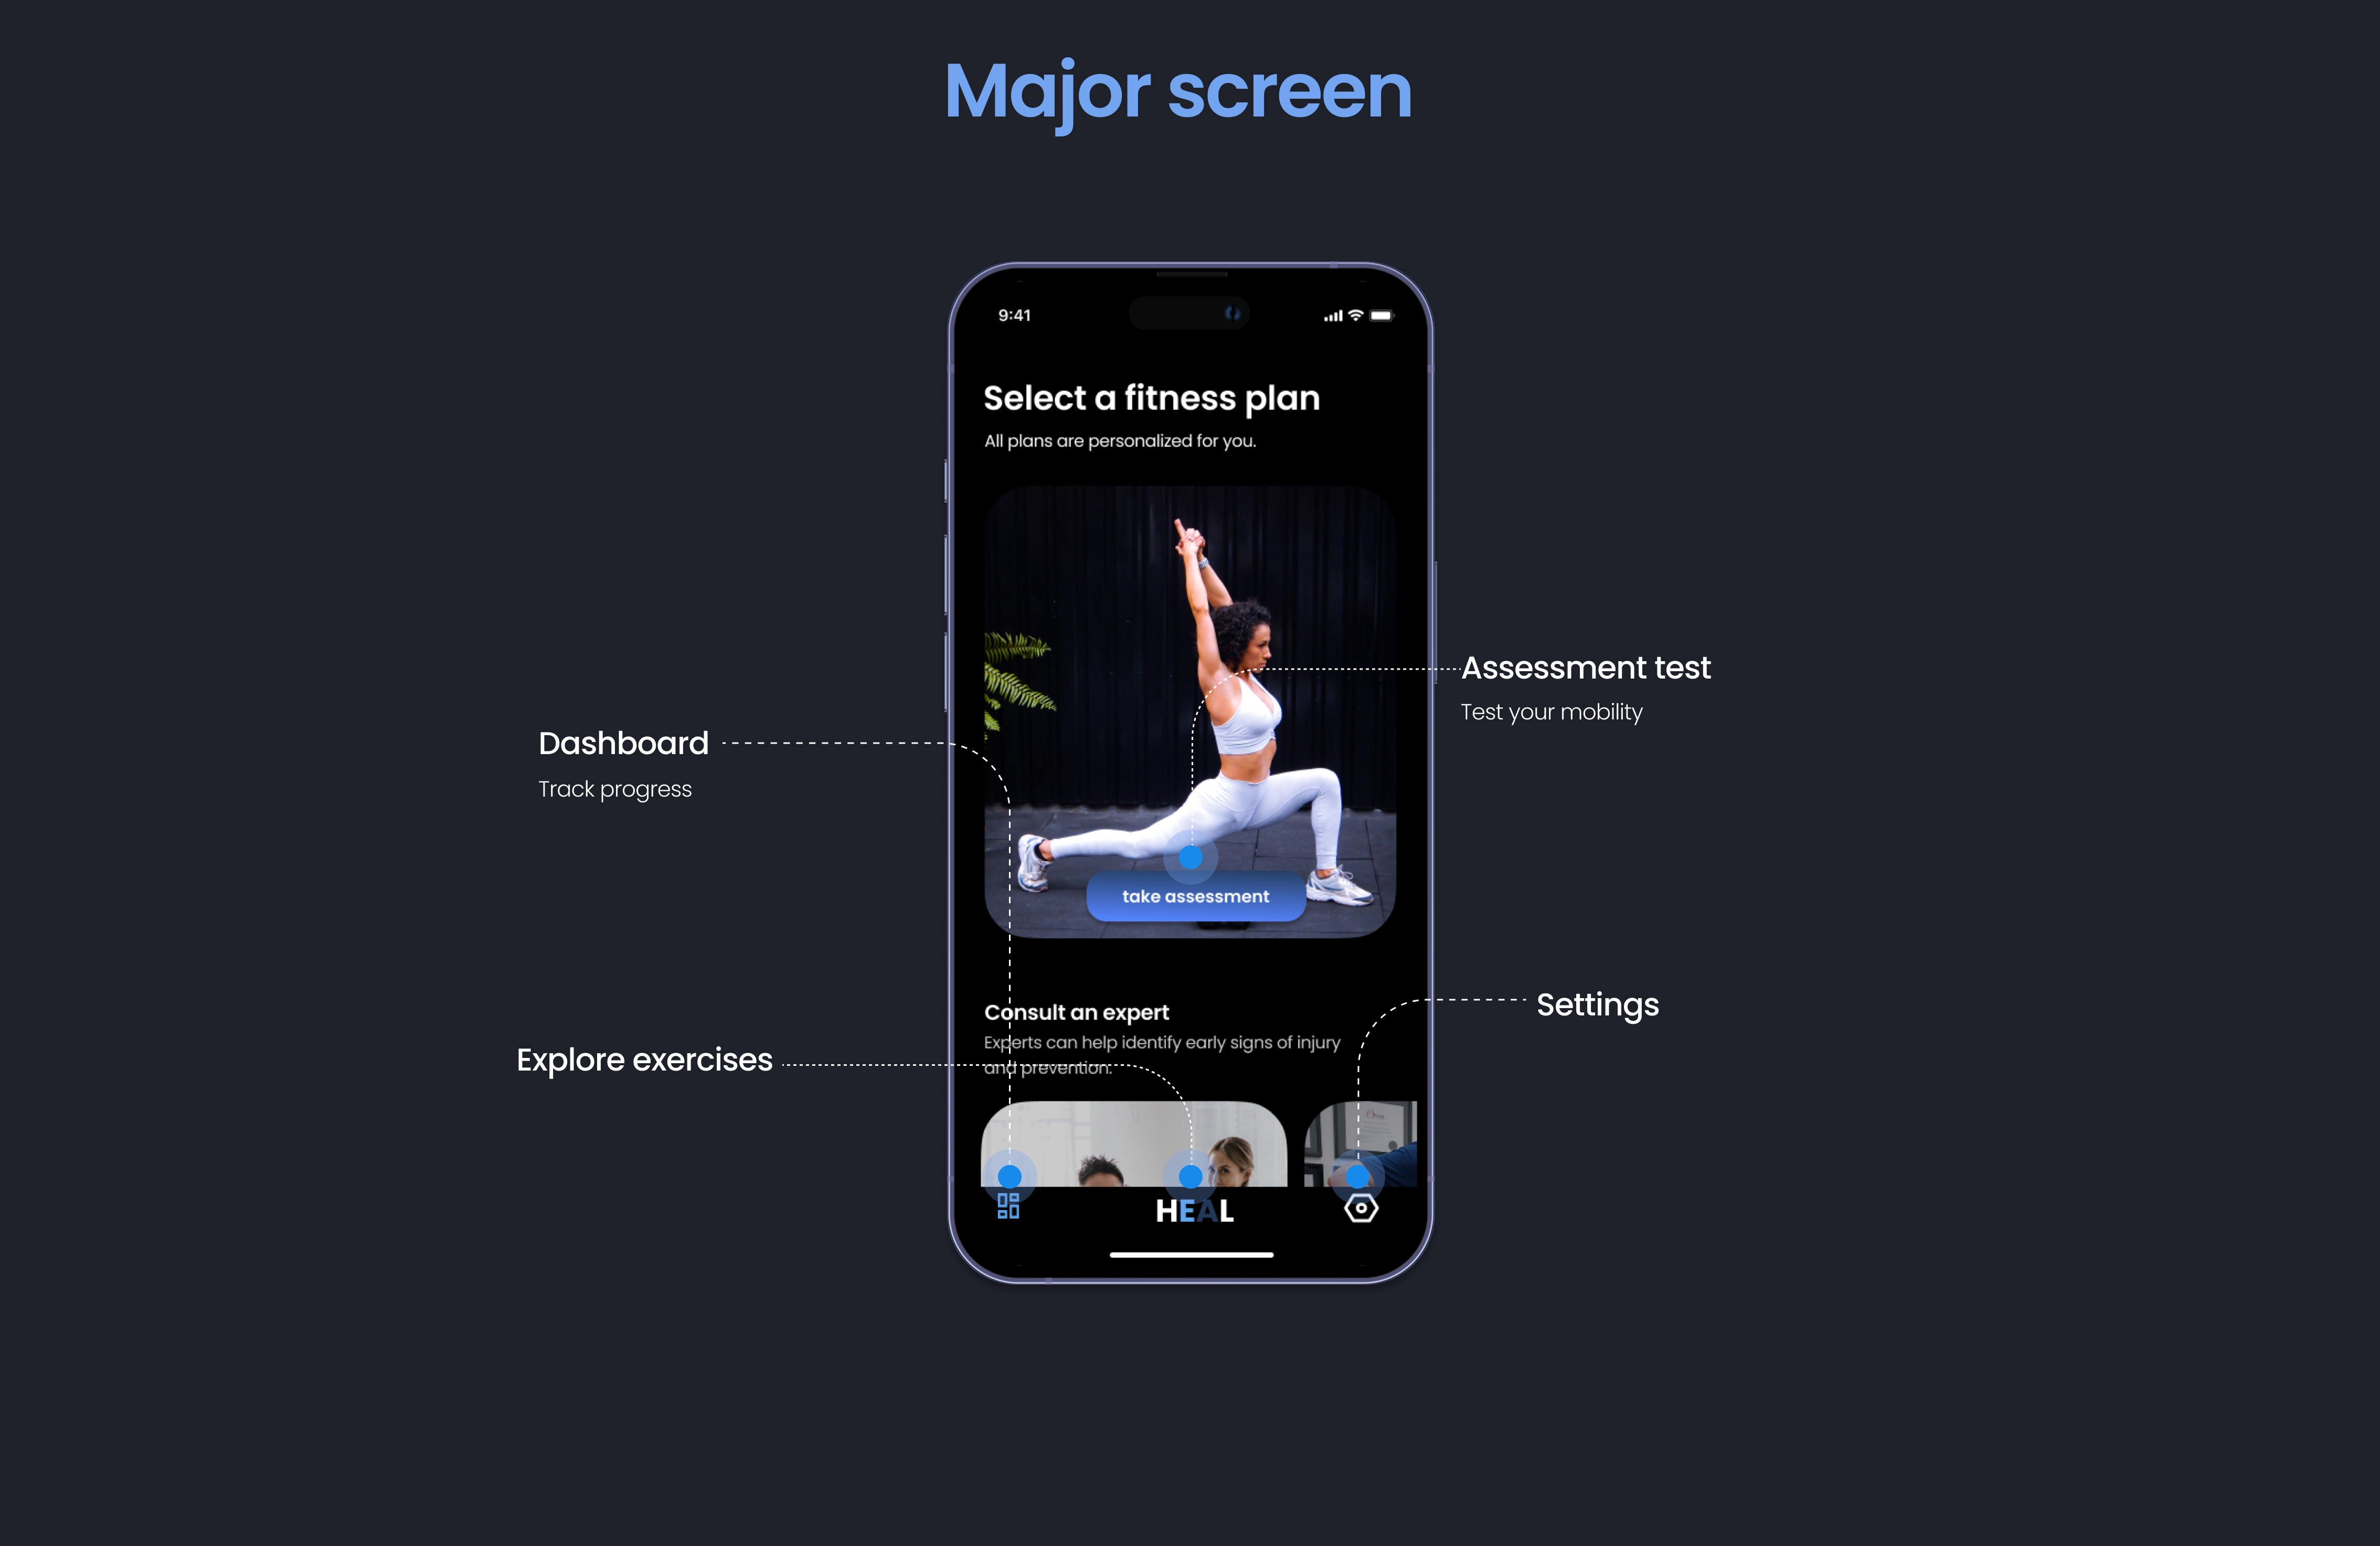 Major screen
9:41
Select a fitness plan
All plans are personalized for you.
Assessment test
Test your mobility
Dashboard
Track progress
take assessment
Consult an expert
Experts can help identify early signs of injury
and prevention.
Settings
Explore exercises
HEAL